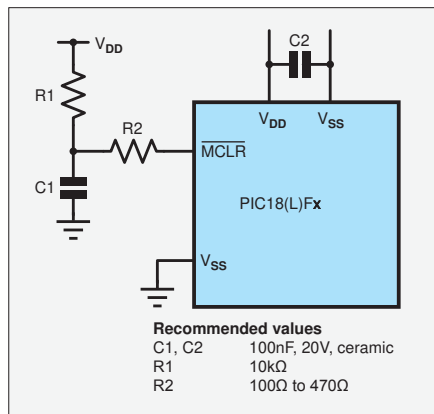 C2
VDD
R1
R2
VDD VSS
MCLR
C1
PIC18(L)Fx
VSS
Recommended values
C1, C2 100nF, 20V, ceramic
R1 10kΩ
R2 100Ω to 470Ω